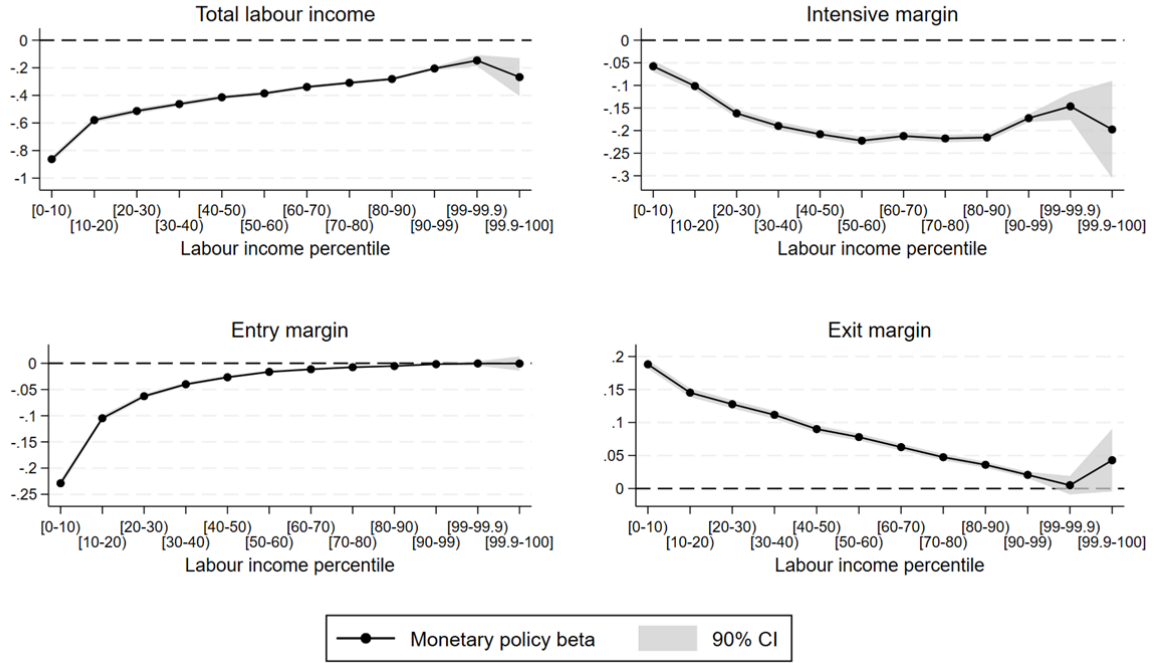 Total labour income
0
-.2
-.4
-.6
-.8
-1
[0-10) [20-30) [40-50) [60-70) [80-90) [99-99.9)
[10-20) [30-40) [50-60) [70-80) [90-99) [99.9-100]
Labour income percentile
Intensive margin
0
-.05
-.1
-.15
-.2
-.25
-.3
[0-10) [20-30) [40-50) [60-70) [80-90) [99-99.9)
[10-20) [30-40) [50-60) [70-80) [90-99) [99.9-100]
Labour income percentile
Entry margin
0
-.05
-.1
-.15
-.2
-.25
[0-10) [20-30) [40-50) [60-70) [80-90) [99-99.9)
[10-20) [30-40) [50-60) [70-80) [90-99) [99.9-100]
Labour income percentile
Exit margin
.2
.15
.1
.05
0
[0-10) [20-30) [40-50) [60-70) [80-90) [99-99.9)
[10-20) [30-40) [50-60) [70-80) [90-99) [99.9-100]
Labour income percentile
Monetary policy beta 90% CI